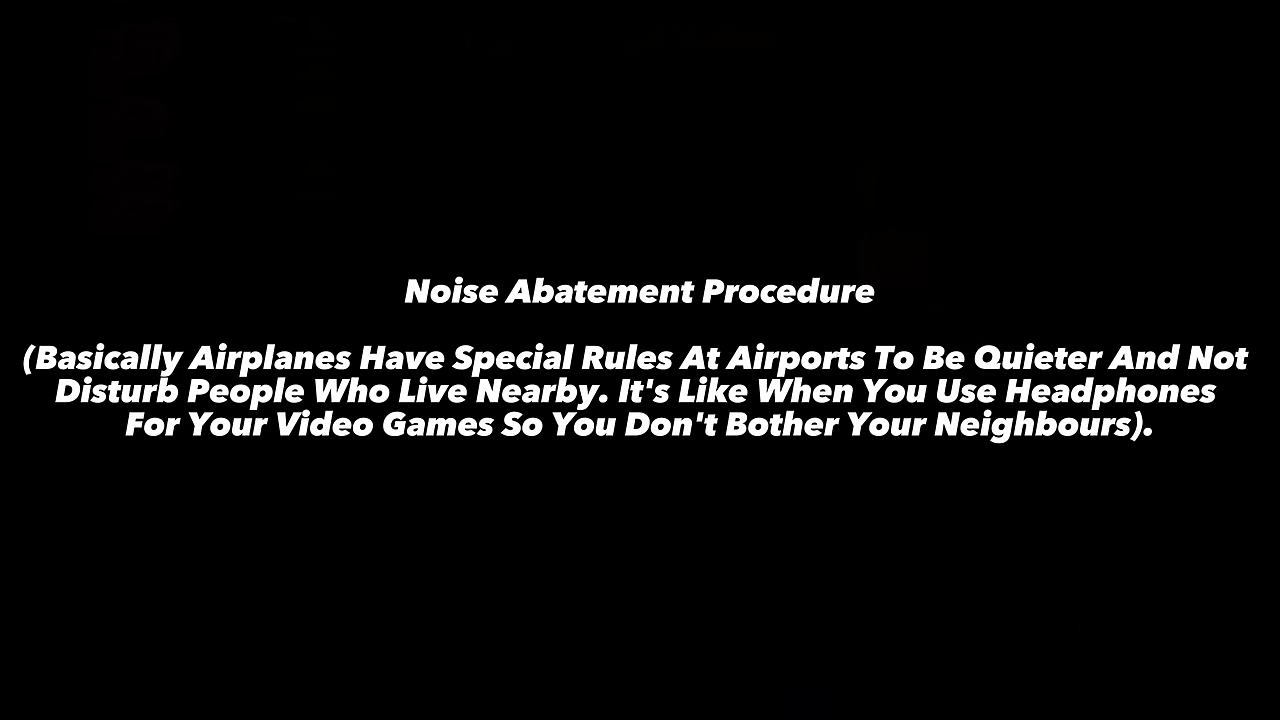 Noise Abatement Procedure
(Basically Airplanes Have Special Rules At Airports To Be Quieter And Not
Disturb People Who Live Nearby. It's Like When You Use Headphones
For Your Video Games So You Don't Bother Your Neighbours).